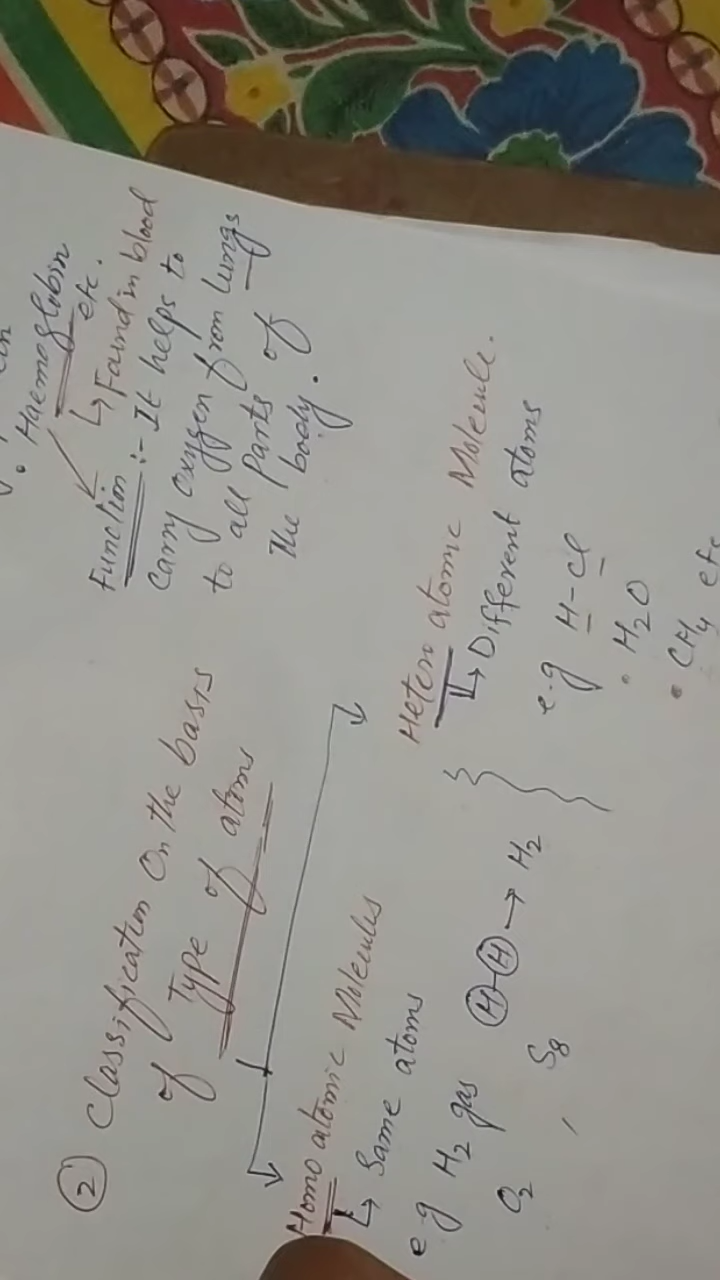 • Haemoglobin
etc.
↳ Found in blood
Function :- It helps to
Carry oxygen from lungs
to all Parts of
the body.
② Classification On the basis
of Type of atoms
Homo atomic Molecules
↳ Same atoms
e.g H2 gas H-H → H2
O2 , S8
Hetero atomic Molecule.
↳ Different atoms
e.g H-Cl
• H2O
• CH4 etc